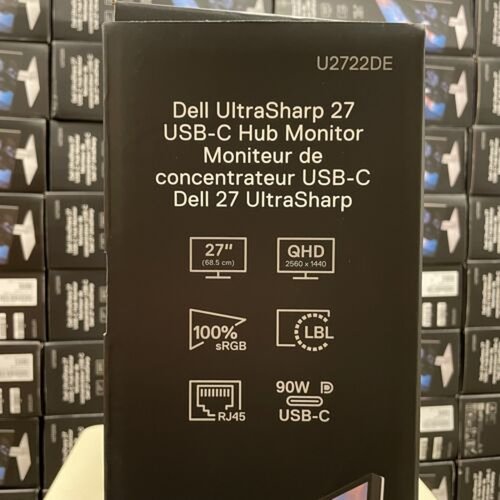 U2722DE
Dell UltraSharp 27
USB-C Hub Monitor
Moniteur de
concentrateur USB-C
Dell 27 UltraSharp
27"
(68.5 cm)
QHD
2560 x 1440
100%
sRGB
LBL
RJ45
90W
USB-C